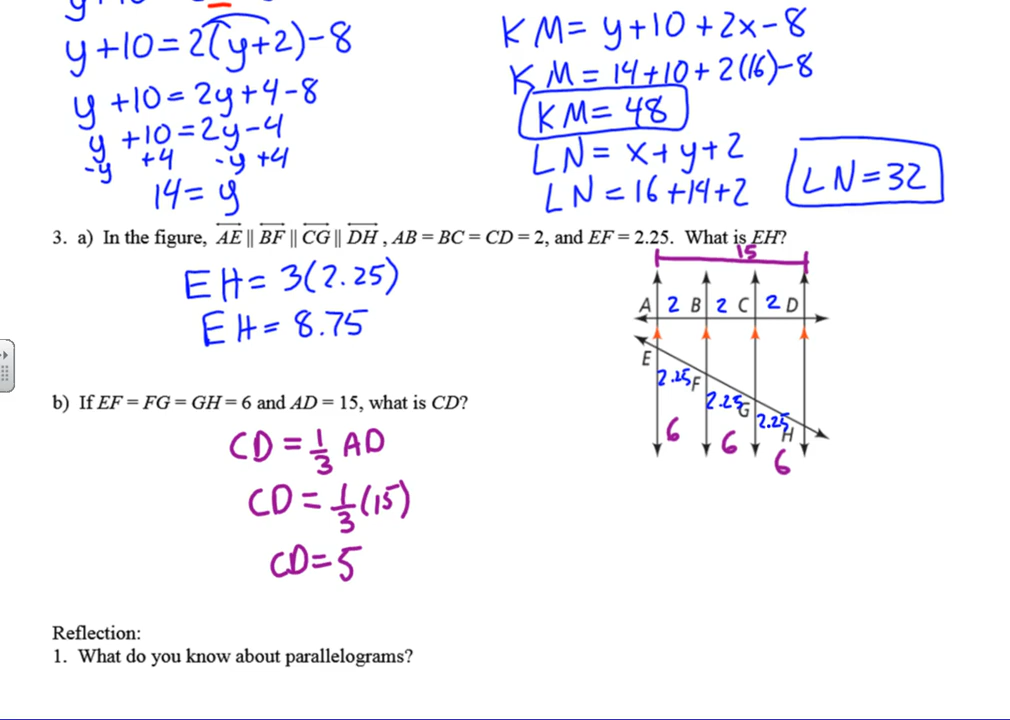 y + 10 = 2(y+2) - 8
y + 10 = 2y + 4 - 8
y + 10 = 2y - 4
-y +4 -y +4
14 = y
KM = y + 10 + 2x - 8
KM = 14 + 10 + 2(16) - 8
KM = 48
LN = x + y + 2
LN = 16 + 14 + 2
LN = 32
3. a) In the figure, AE || BF || CG || DH, AB = BC = CD = 2, and EF = 2.25. What is EH?
EH = 3(2.25)
EH = 8.75
15
A 2 B 2 C 2 D
E
2.25 F
2.25 G
2.25 H
6 6 6
b) If EF = FG = GH = 6 and AD = 15, what is CD?
CD = 1/3 AD
CD = 1/3 (15)
CD = 5
Reflection:
1. What do you know about parallelograms?